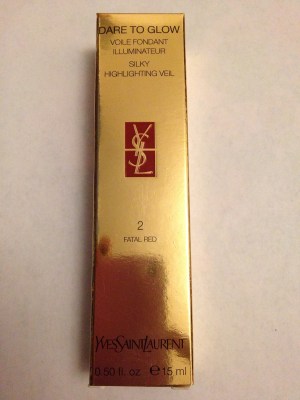 DARE TO GLOW
VOILE FONDANT
ILLUMINATEUR
SILKY
HIGHLIGHTING VEIL
YSL
2
FATAL RED
YVESSAINTLAURENT
0.50 fl. oz. ℮ 15 ml